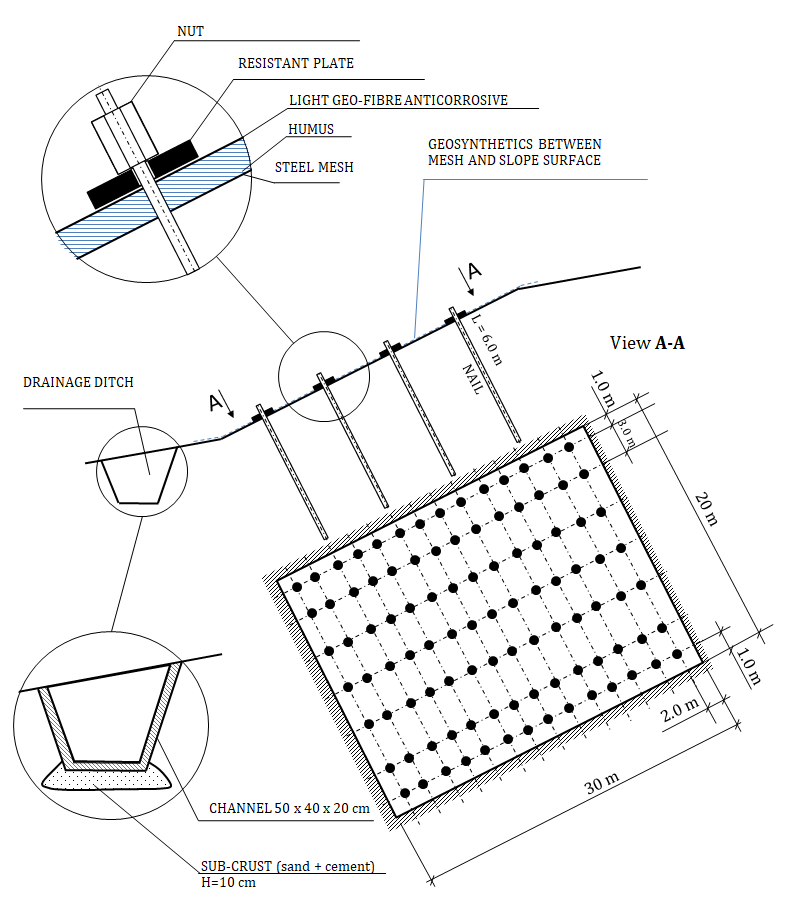 NUT
RESISTANT PLATE
LIGHT GEO-FIBRE ANTICORROSIVE
HUMUS
STEEL MESH
GEOSYNTHETICS BETWEEN
MESH AND SLOPE SURFACE
A
L = 6.0 m
NAIL
View A-A
DRAINAGE DITCH
A
1.0 m
3.0 m
20 m
1.0 m
2.0 m
30 m
CHANNEL 50 x 40 x 20 cm
SUB-CRUST (sand + cement)
H=10 cm